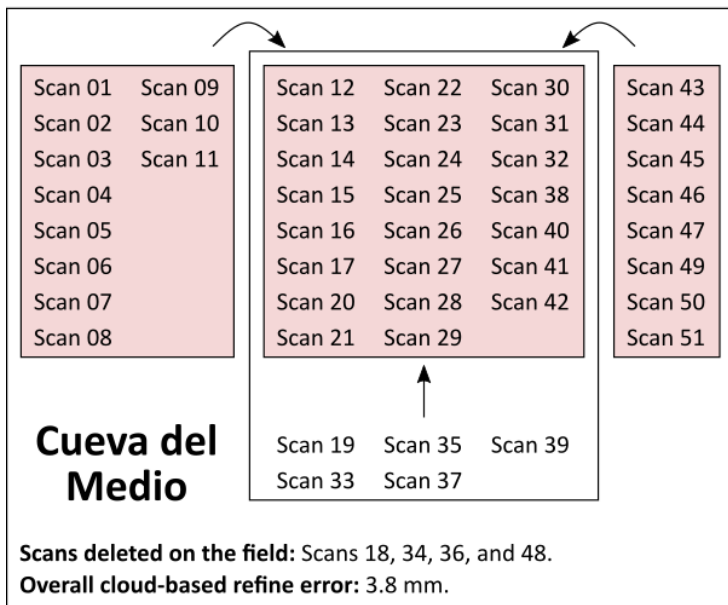 Scan 01 Scan 09
Scan 02 Scan 10
Scan 03 Scan 11
Scan 04
Scan 05
Scan 06
Scan 07
Scan 08
Scan 12 Scan 22 Scan 30
Scan 13 Scan 23 Scan 31
Scan 14 Scan 24 Scan 32
Scan 15 Scan 25 Scan 38
Scan 16 Scan 26 Scan 40
Scan 17 Scan 27 Scan 41
Scan 20 Scan 28 Scan 42
Scan 21 Scan 29
Scan 43
Scan 44
Scan 45
Scan 46
Scan 47
Scan 49
Scan 50
Scan 51
Scan 19 Scan 35 Scan 39
Scan 33 Scan 37
Cueva del
Medio
Scans deleted on the field: Scans 18, 34, 36, and 48.
Overall cloud-based refine error: 3.8 mm.